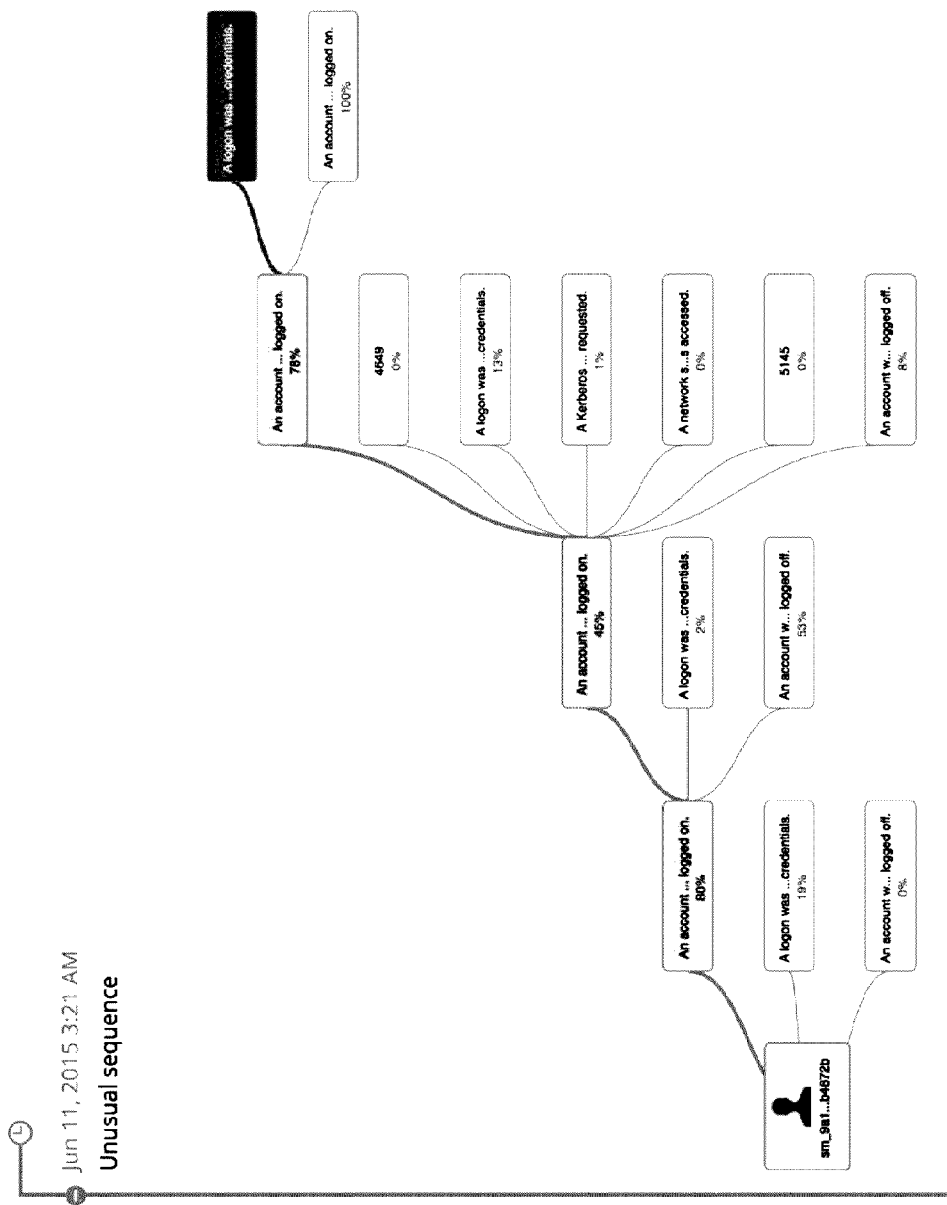 Jun 11, 2015 3:21 AM
Unusual sequence
sm_9a1...b4672b
An account ... logged on.
80%
A logon was ...credentials.
19%
An account w... logged off.
0%
An account ... logged on.
45%
A logon was ...credentials.
2%
An account w... logged off.
53%
An account ... logged on.
78%
4649
0%
A logon was ...credentials.
13%
A Kerberos ... requested.
1%
A network s...s accessed.
0%
5145
0%
An account w... logged off.
8%
A logon was ...credentials.
An account ... logged on.
100%